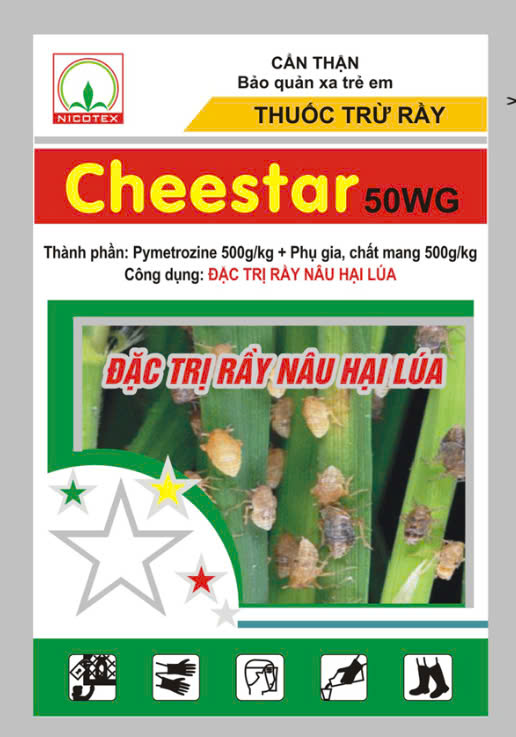 NICOTEX
CẨN THẬN
Bảo quản xa trẻ em
THUỐC TRỪ RẦY
Cheestar 50WG
Thành phần: Pymetrozine 500g/kg + Phụ gia, chất mang 500g/kg
Công dụng: ĐẶC TRỊ RẦY NÂU HẠI LÚA
ĐẶC TRỊ RẦY NÂU HẠI LÚA